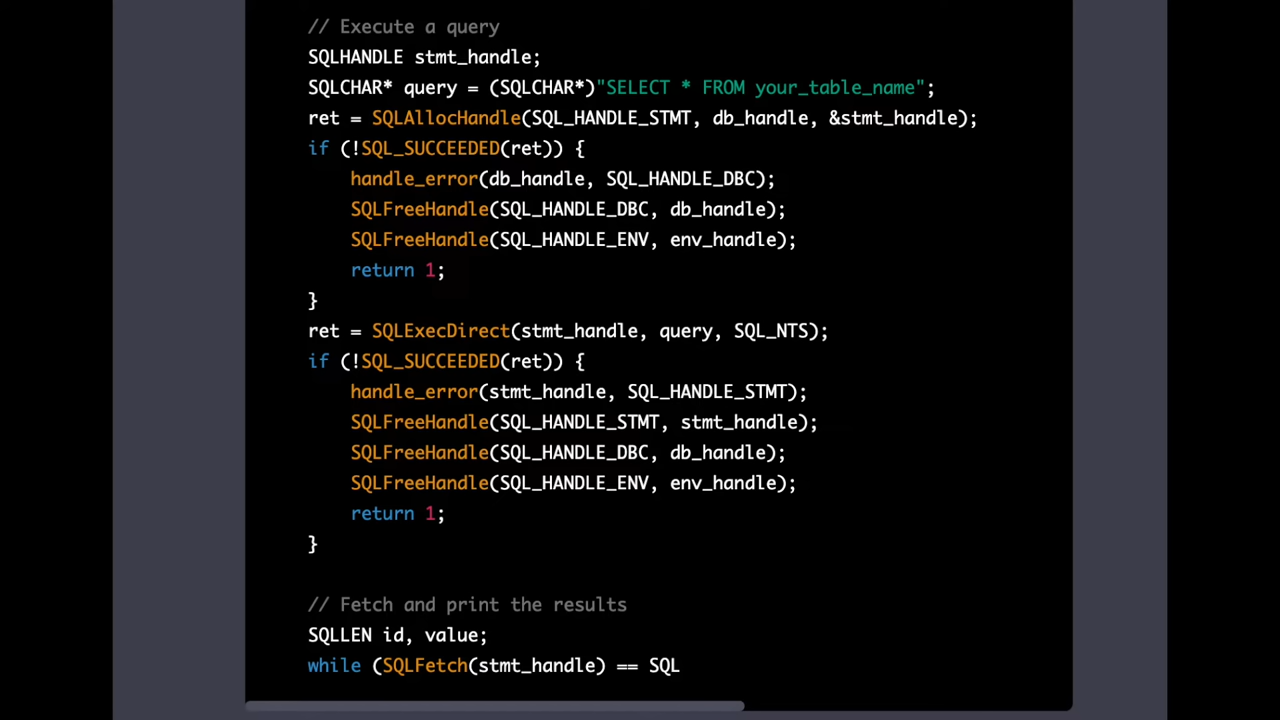 // Execute a query
SQLHANDLE stmt_handle;
SQLCHAR* query = (SQLCHAR*)"SELECT * FROM your_table_name";
ret = SQLAllocHandle(SQL_HANDLE_STMT, db_handle, &stmt_handle);
if (!SQL_SUCCEEDED(ret)) {
    handle_error(db_handle, SQL_HANDLE_DBC);
    SQLFreeHandle(SQL_HANDLE_DBC, db_handle);
    SQLFreeHandle(SQL_HANDLE_ENV, env_handle);
    return 1;
}
ret = SQLExecDirect(stmt_handle, query, SQL_NTS);
if (!SQL_SUCCEEDED(ret)) {
    handle_error(stmt_handle, SQL_HANDLE_STMT);
    SQLFreeHandle(SQL_HANDLE_STMT, stmt_handle);
    SQLFreeHandle(SQL_HANDLE_DBC, db_handle);
    SQLFreeHandle(SQL_HANDLE_ENV, env_handle);
    return 1;
}
// Fetch and print the results
SQLLEN id, value;
while (SQLFetch(stmt_handle) == SQL